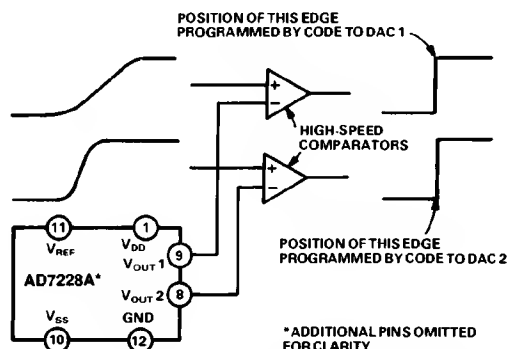 POSITION OF THIS EDGE
PROGRAMMED BY CODE TO DAC 1
+
−
HIGH-SPEED
COMPARATORS
+
−
11
1
VREF
VDD
VOUT 1
9
POSITION OF THIS EDGE
PROGRAMMED BY CODE TO DAC 2
AD7228A*
VOUT 2
8
VSS
GND
10
12
*ADDITIONAL PINS OMITTED
FOR CLARITY